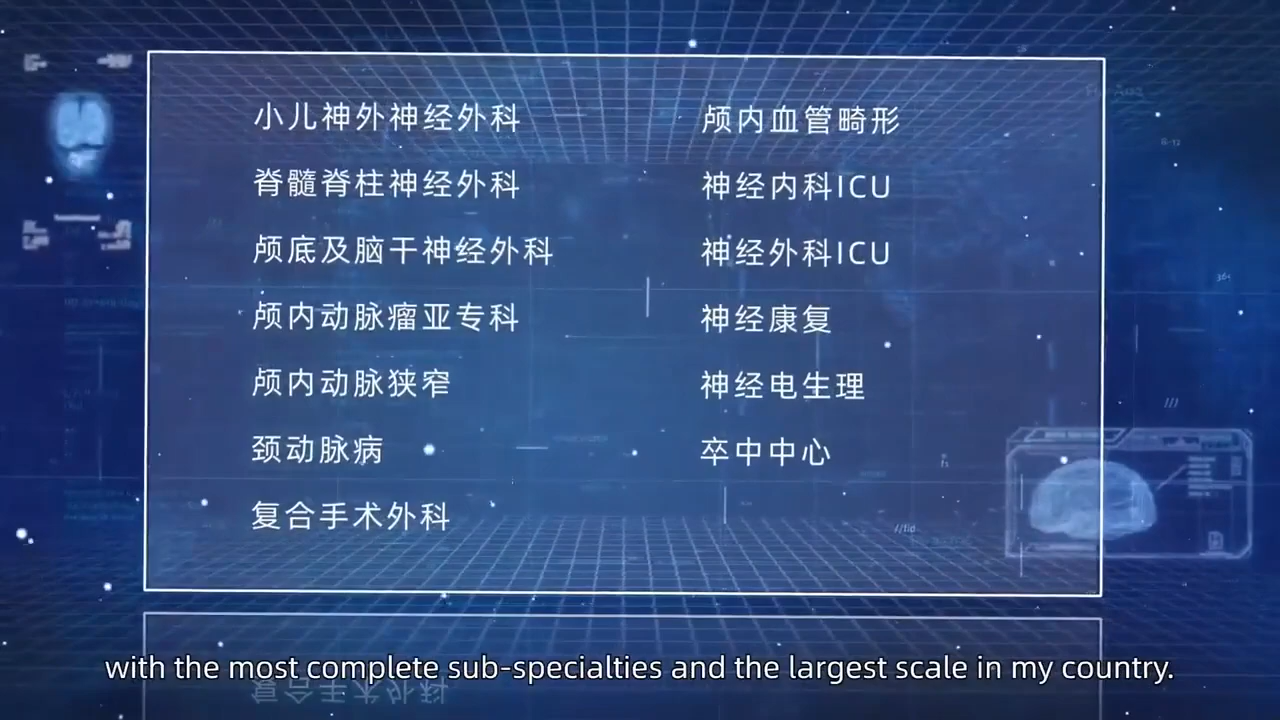 小儿神外神经外科
脊髓脊柱神经外科
颅底及脑干神经外科
颅内动脉瘤亚专科
颅内动脉狭窄
颈动脉病
复合手术外科
颅内血管畸形
神经内科ICU
神经外科ICU
神经康复
神经电生理
卒中中心
with the most complete sub-specialties and the largest scale in my country.